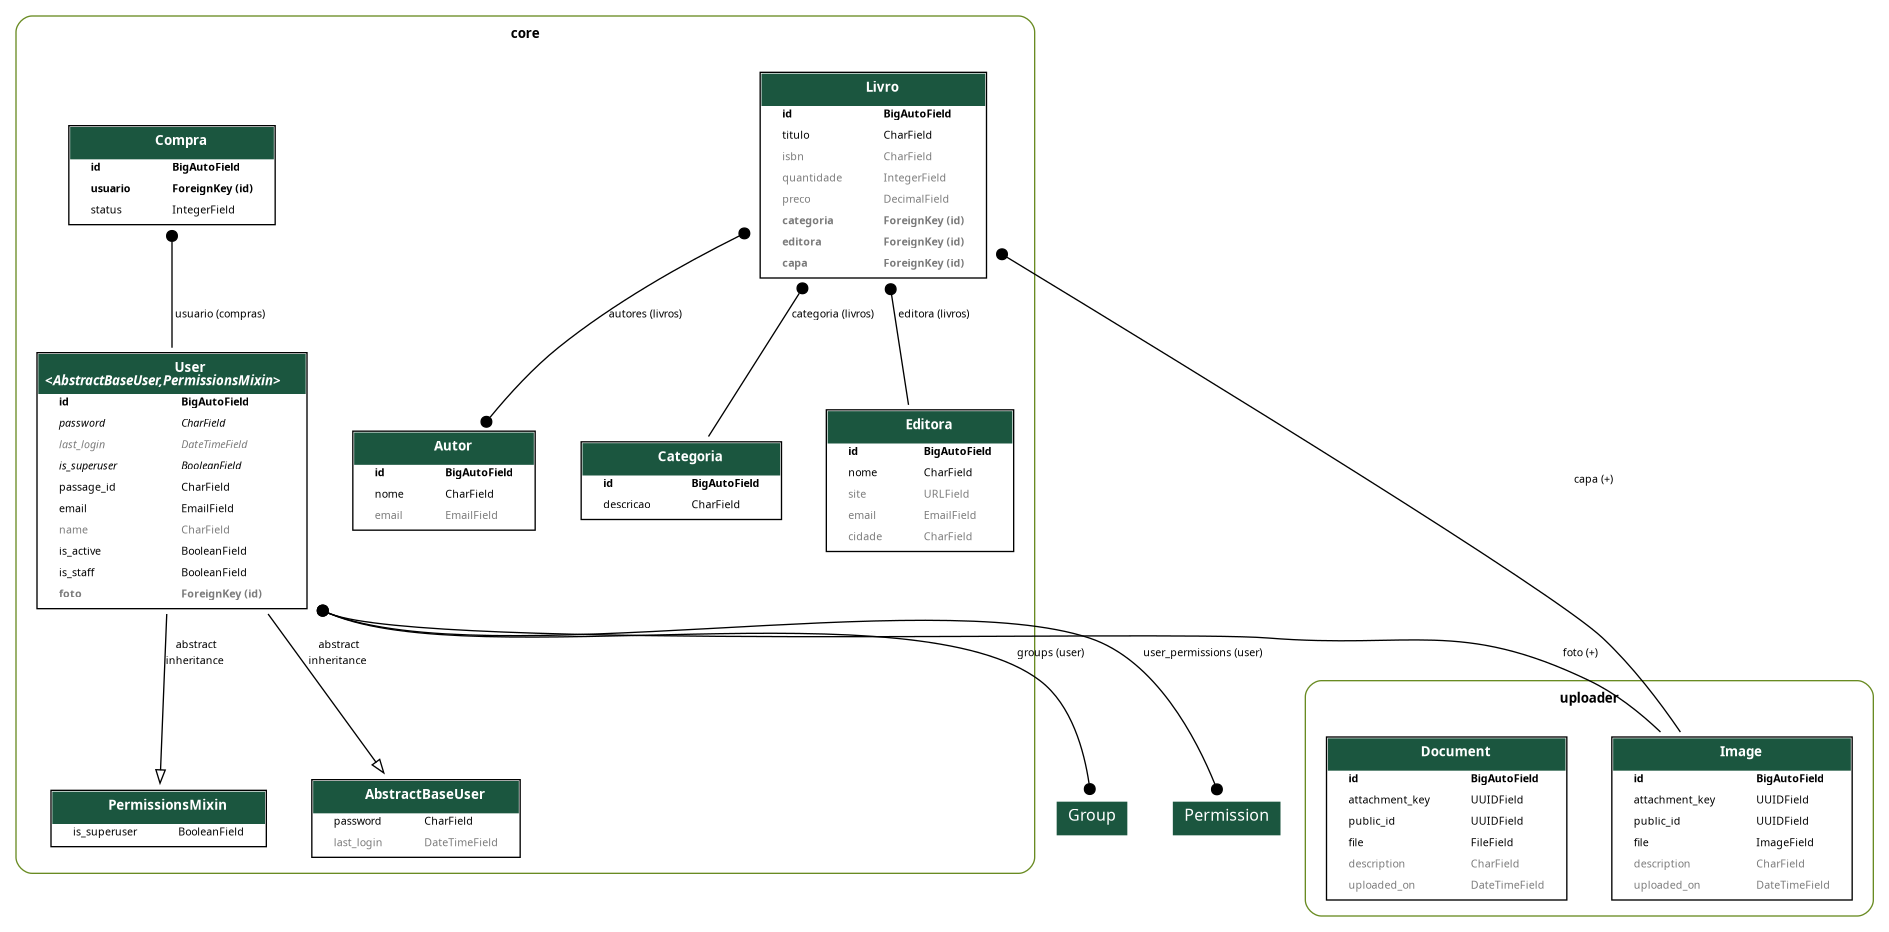 core
Livro
id BigAutoField
titulo CharField
isbn CharField
quantidade IntegerField
preco DecimalField
categoria ForeignKey (id)
editora ForeignKey (id)
capa ForeignKey (id)
Compra
id BigAutoField
usuario ForeignKey (id)
status IntegerField
usuario (compras)
autores (livros)
categoria (livros)
editora (livros)
capa (+)
User
<AbstractBaseUser,PermissionsMixin>
id BigAutoField
password CharField
last_login DateTimeField
is_superuser BooleanField
passage_id CharField
email EmailField
name CharField
is_active BooleanField
is_staff BooleanField
foto ForeignKey (id)
Autor
id BigAutoField
nome CharField
email EmailField
Categoria
id BigAutoField
descricao CharField
Editora
id BigAutoField
nome CharField
site URLField
email EmailField
cidade CharField
abstract
inheritance
abstract
inheritance
groups (user)
user_permissions (user)
foto (+)
PermissionsMixin
is_superuser BooleanField
AbstractBaseUser
password CharField
last_login DateTimeField
Group
Permission
uploader
Document
id BigAutoField
attachment_key UUIDField
public_id UUIDField
file FileField
description CharField
uploaded_on DateTimeField
Image
id BigAutoField
attachment_key UUIDField
public_id UUIDField
file ImageField
description CharField
uploaded_on DateTimeField